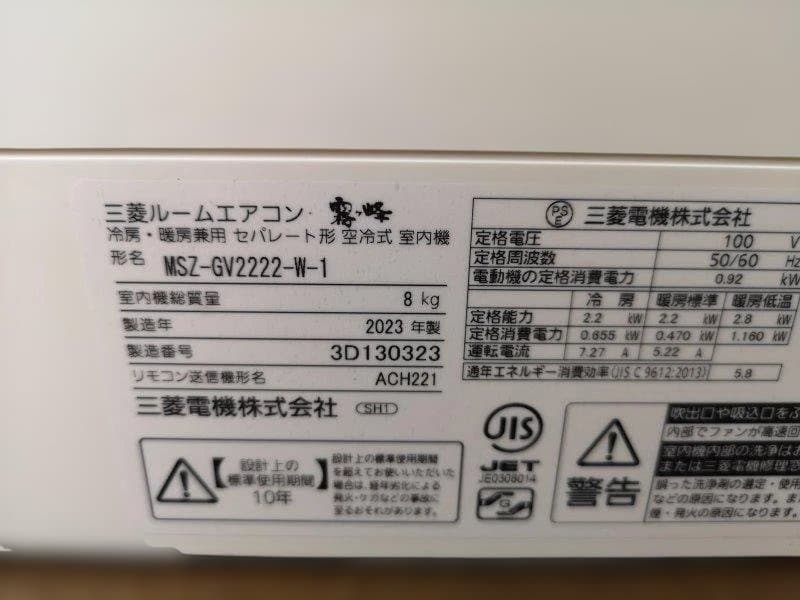 三菱ルームエアコン 霧ヶ峰
冷房・暖房兼用 セパレート形 空冷式 室内機
形名 MSZ-GV2222-W-1
室内機総質量 8 kg
製造年 2023 年製
製造番号 3D130323
リモコン送信機形名 ACH221
三菱電機株式会社 SH1
【設計上の標準使用期間】
10年
設計上の標準使用期間
を超えてお使いいただいた
場合は、経年劣化による
発火・ケガなどの事故に
至るおそれがあります。
PSE 三菱電機株式会社
定格電圧 100 V
定格周波数 50/60 Hz
電動機の定格消費電力 0.92 kW
冷房 暖房標準 暖房低温
定格能力 2.2 kW 2.2 kW 2.8 kW
定格消費電力 0.655 kW 0.470 kW 1.160 kW
運転電流 7.27 A 5.22 A
通年エネルギー消費効率(JIS C 9612:2013) 5.8
JIS
JET
JE0308014
G
警告
吹出口や吸込口をふ
内部でファンが高速回
室内機内部の洗浄はお
または三菱電機修理窓
誤った洗浄剤の選定・使用
などの原因になります。ま
煙・発火の原因になります。